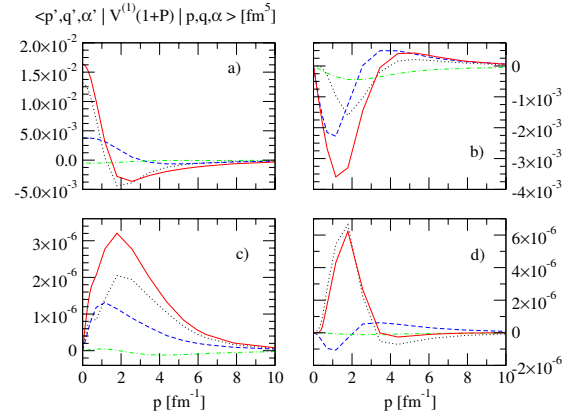 <p',q',α' | V⁽¹⁾(1+P) | p,q,α > [fm⁵]
2.0×10⁻²
1.5×10⁻²
1.0×10⁻²
5.0×10⁻³
0.0
-5.0×10⁻³
a)
0
-1×10⁻³
-2×10⁻³
-3×10⁻³
-4×10⁻³
b)
3×10⁻⁶
2×10⁻⁶
1×10⁻⁶
0
c)
6×10⁻⁶
4×10⁻⁶
2×10⁻⁶
0
-2×10⁻⁶
d)
0 2 4 6 8 10
0 2 4 6 8 10
p [fm⁻¹]
p [fm⁻¹]